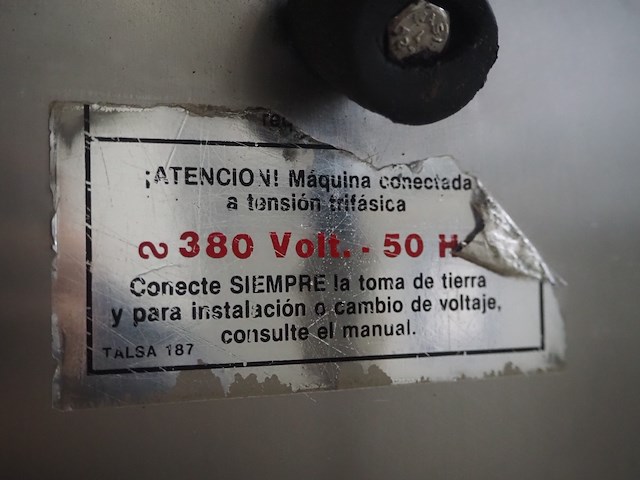 ¡ATENCION! Máquina conectada
a tensión trifásica
∿ 380 Volt. - 50 H
Conecte SIEMPRE la toma de tierra
y para instalación o cambio de voltaje,
consulte el manual.
TALSA 187